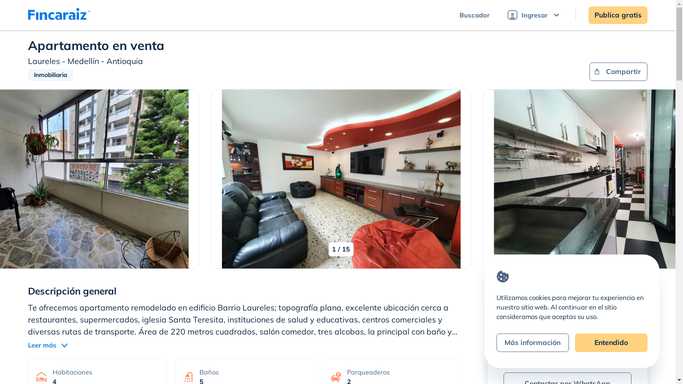 Fincaraiz
Buscador
Ingresar
Publica gratis
Apartamento en venta
Laureles - Medellín - Antioquia
Inmobiliaria
Compartir
1 / 15
Descripción general
Te ofrecemos apartamento remodelado en edificio Barrio Laureles; topografía plana, excelente ubicación cerca a
restaurantes, supermercados, iglesia Santa Teresita, instituciones de salud y educativas, centros comerciales y
diversas rutas de transporte. Área de 220 metros cuadrados, salón comedor, tres alcobas, la principal con baño y...
Leer más
Habitaciones
4
Baños
5
Parqueaderos
2
Utilizamos cookies para mejorar tu experiencia en
nuestro sitio web. Al continuar en el sitio
consideramos que aceptas su uso.
Más información
Entendido
Contactar por WhatsApp